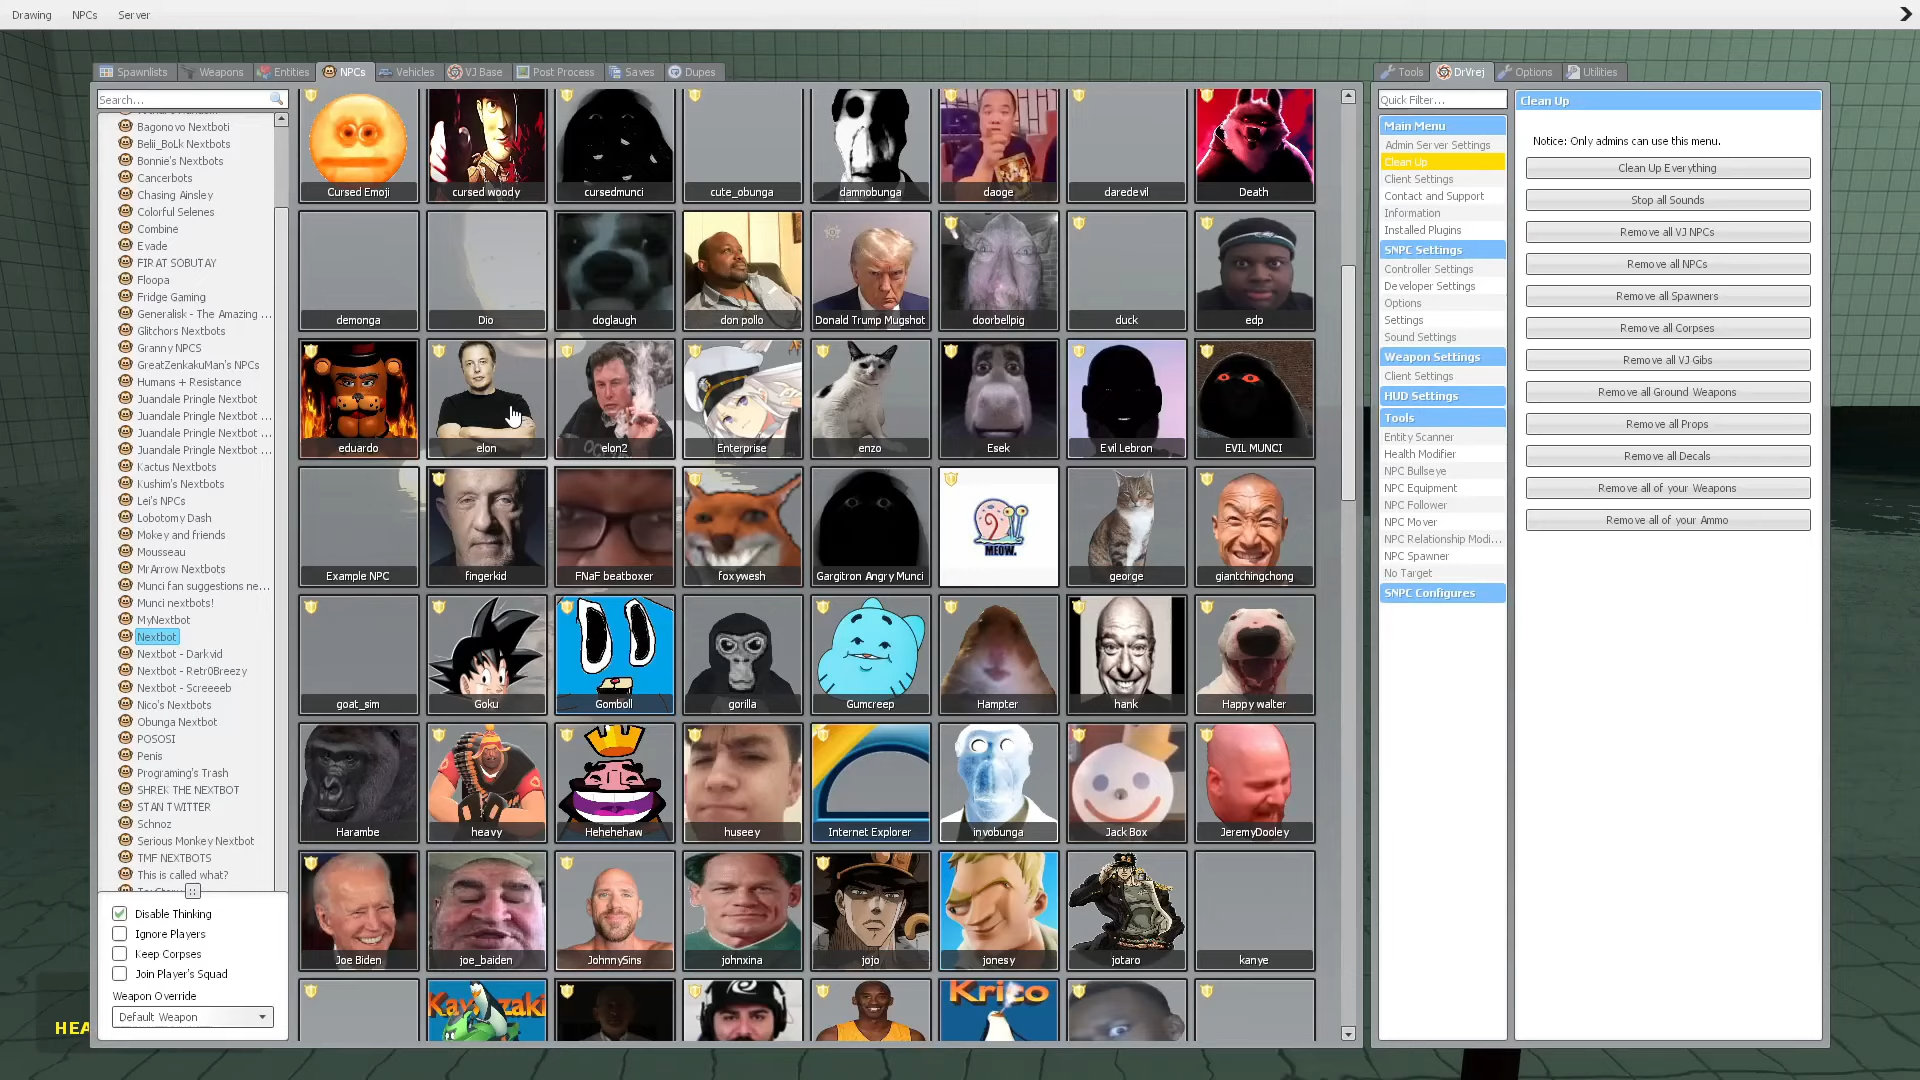 Drawing NPCs Server
Spawnlists Weapons Entities NPCs Vehicles VJ Base Post Process Saves Dupes
Tools DrVrej Options Utilities
Search...
Bagonovo Nextboti
Belii_BoLk Nextbots
Bonnie's Nextbots
Cancerbots
Chasing Ainsley
Colorful Selenes
Combine
Evade
FIRAT SOBUTAY
Floopa
Fridge Gaming
Generalisk - The Amazing ...
Glitchors Nextbots
Granny NPCS
GreatZenkakuMan's NPCs
Humans + Resistance
Juandale Pringle Nextbot
Juandale Pringle Nextbot ...
Juandale Pringle Nextbot ...
Juandale Pringle Nextbot ...
Kactus Nextbots
Kushim's Nextbots
Lei's NPCs
Lobotomy Dash
Mokey and friends
Mousseau
MrArrow Nextbots
Munci fan suggestions ne...
Munci nextbots!
MyNextbot
Nextbot
Nextbot - Darkvid
Nextbot - Retr0Breezy
Nextbot - Screeeeb
Nico's Nextbots
Obunga Nextbot
POSOSI
Penis
Programing's Trash
SHREK THE NEXTBOT
STAN TWITTER
Schnoz
Serious Monkey Nextbot
TMF NEXTBOTS
This is called what?
Disable Thinking
Ignore Players
Keep Corpses
Join Player's Squad
Weapon Override
Default Weapon
HEA
Cursed Emoji cursed woody cursedmunci cute_obunga damnobunga daoge daredevil Death
demonga Dio doglaugh don pollo Donald Trump Mugshot doorbellpig duck edp
eduardo elon elon2 Enterprise enzo Esek Evil Lebron EVIL MUNCI
MEOW.
Example NPC fingerkid FNaF beatboxer foxywesh Gargitron Angry Munci george giantchingchong
goat_sim Goku Gomboll gorilla Gumcreep Hampter hank Happy walter
Harambe heavy Hehehehaw huseey Internet Explorer invobunga Jack Box JeremyDooley
Joe Biden joe_baiden JohnnySins johnxina jojo jonesy jotaro kanye
Krico
Quick Filter...
Main Menu
Admin Server Settings
Clean Up
Client Settings
Contact and Support
Information
Installed Plugins
SNPC Settings
Controller Settings
Developer Settings
Options
Settings
Sound Settings
Weapon Settings
Client Settings
HUD Settings
Tools
Entity Scanner
Health Modifier
NPC Bullseye
NPC Equipment
NPC Follower
NPC Mover
NPC Relationship Modi...
NPC Spawner
No Target
SNPC Configures
Clean Up
Notice: Only admins can use this menu.
Clean Up Everything
Stop all Sounds
Remove all VJ NPCs
Remove all NPCs
Remove all Spawners
Remove all Corpses
Remove all VJ Gibs
Remove all Ground Weapons
Remove all Props
Remove all Decals
Remove all of your Weapons
Remove all of your Ammo